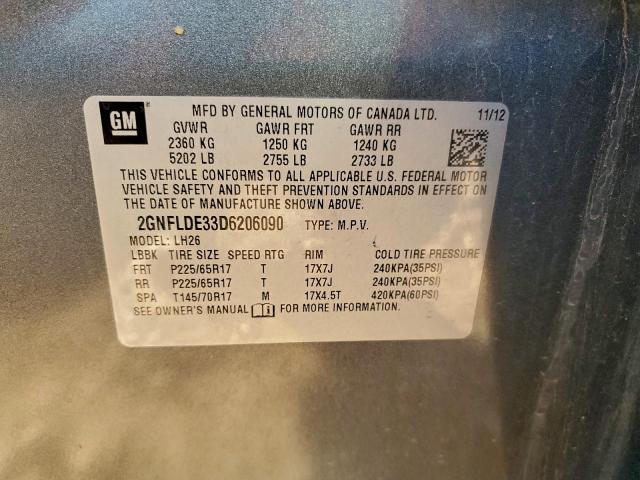 GM MFD BY GENERAL MOTORS OF CANADA LTD. 11/12
GVWR GAWR FRT GAWR RR
2360 KG 1250 KG 1240 KG
5202 LB 2755 LB 2733 LB
THIS VEHICLE CONFORMS TO ALL APPLICABLE U.S. FEDERAL MOTOR
VEHICLE SAFETY AND THEFT PREVENTION STANDARDS IN EFFECT ON
THE DATE OF MANUFACTURE SHOWN ABOVE.
2GNFLDE33D6206090 TYPE: M.P.V.
MODEL: LH26
LBBK TIRE SIZE SPEED RTG RIM COLD TIRE PRESSURE
FRT P225/65R17 T 17X7J 240KPA(35PSI)
RR P225/65R17 T 17X7J 240KPA(35PSI)
SPA T145/70R17 M 17X4.5T 420KPA(60PSI)
SEE OWNER'S MANUAL FOR MORE INFORMATION.